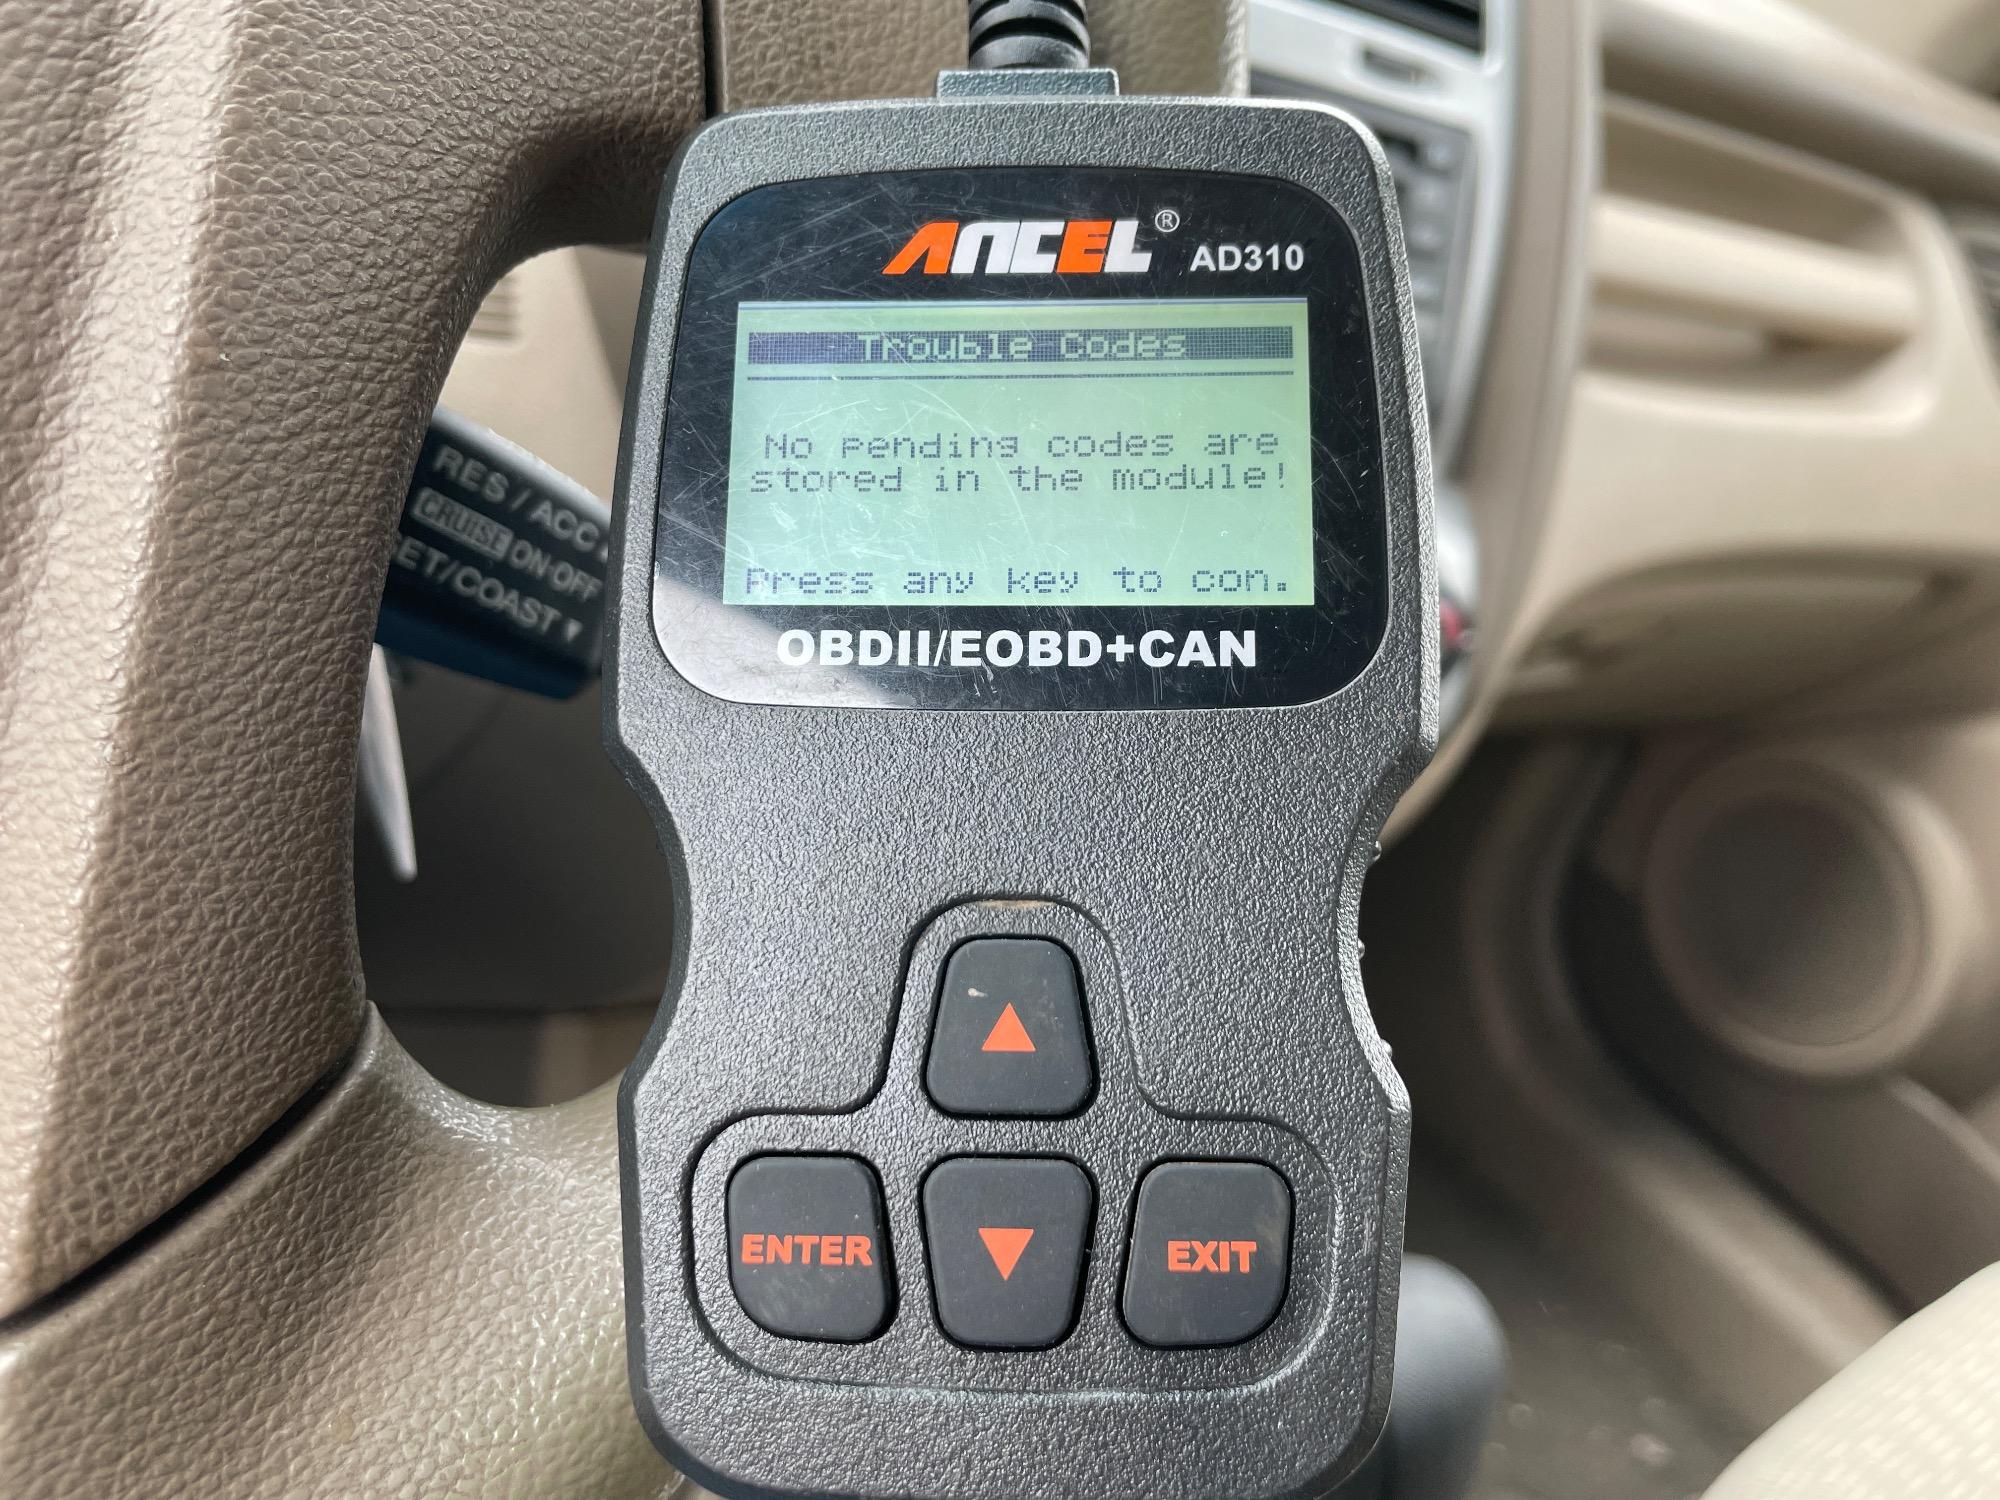 ANCEL® AD310
Trouble Codes
No pending codes are
stored in the module!
Press any key to con.
OBDII/EOBD+CAN
RES / ACC
CRUISE ON·OFF
ET/COAST ▼
▲
ENTER
▼
EXIT